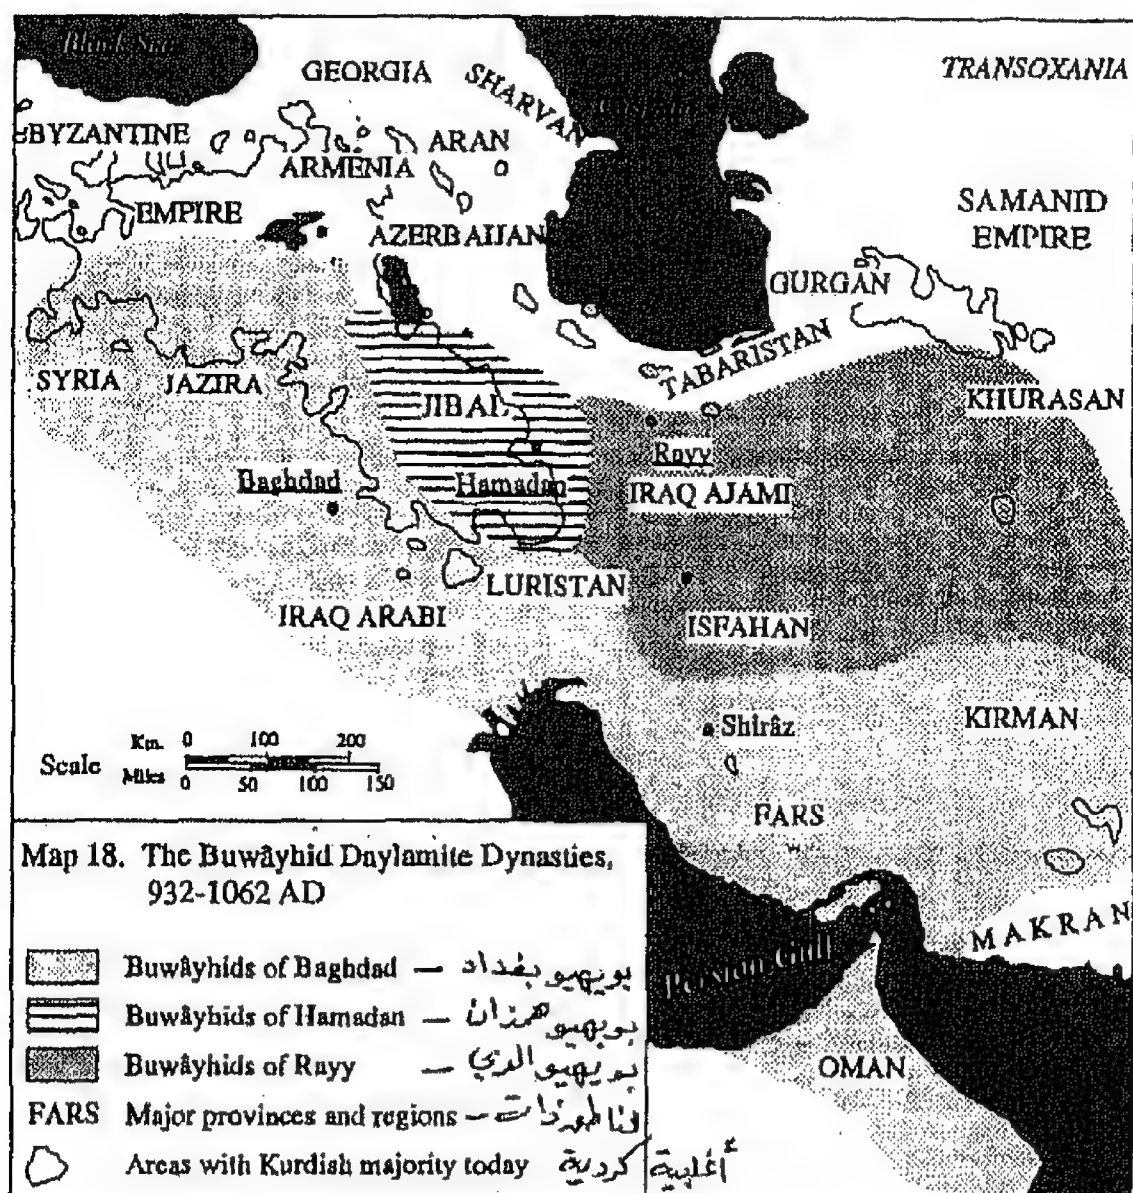 Black Sea
GEORGIA
SHARVAN
TRANSOXANIA
BYZANTINE
ARAN
ARMENIA
EMPIRE
AZERBAIJAN
SAMANID
EMPIRE
GURGAN
TABARISTAN
SYRIA
JAZIRA
JIBAL
KHURASAN
Rayy
Baghdad
Hamadan
IRAQ AJAMI
LURISTAN
IRAQ ARABI
ISFAHAN
Shirâz
KIRMAN
FARS
MAKRAN
Persian Gulf
OMAN
Scale
Km. 0 100 200
Miles 0 50 100 150
Map 18. The Buwâyhid Daylamite Dynasties,
932-1062 AD
Buwâyhids of Baghdad — بويهيو بغداد
Buwâyhids of Hamadan — بويهيو همزان
Buwâyhids of Rayy — بويهيو الري
FARS Major provinces and regions —
Areas with Kurdish majority today أغلبية كردية